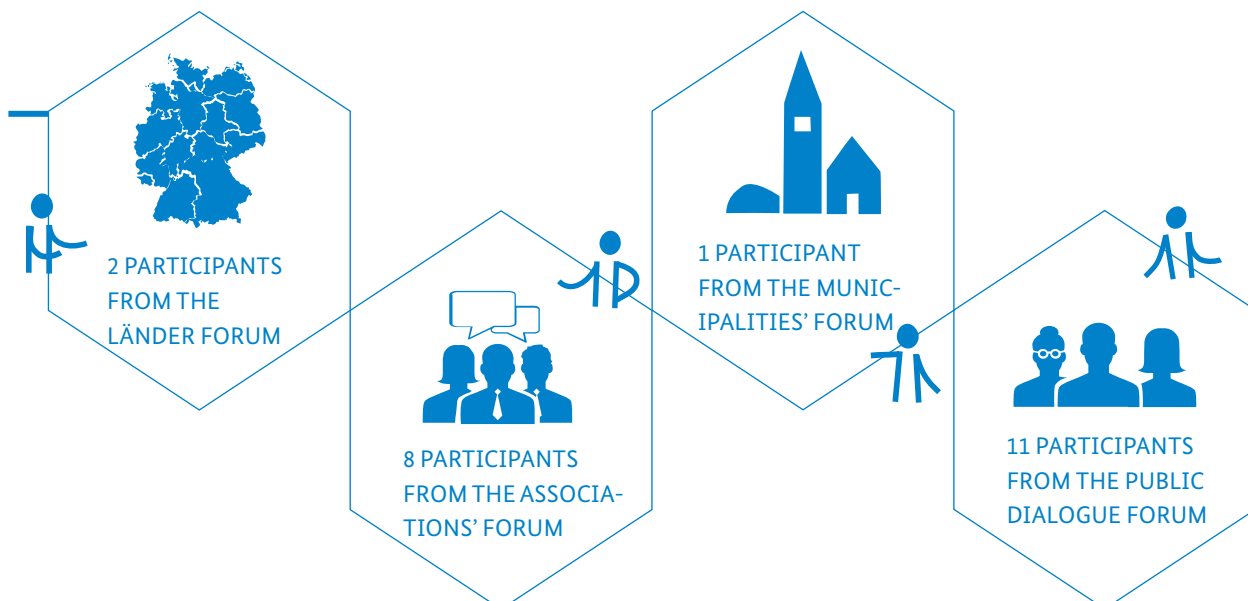 2 PARTICIPANTS
FROM THE
LÄNDER FORUM
8 PARTICIPANTS
FROM THE ASSOCIA-
TIONS’ FORUM
1 PARTICIPANT
FROM THE MUNIC-
IPALITIES’ FORUM
11 PARTICIPANTS
FROM THE PUBLIC
DIALOGUE FORUM